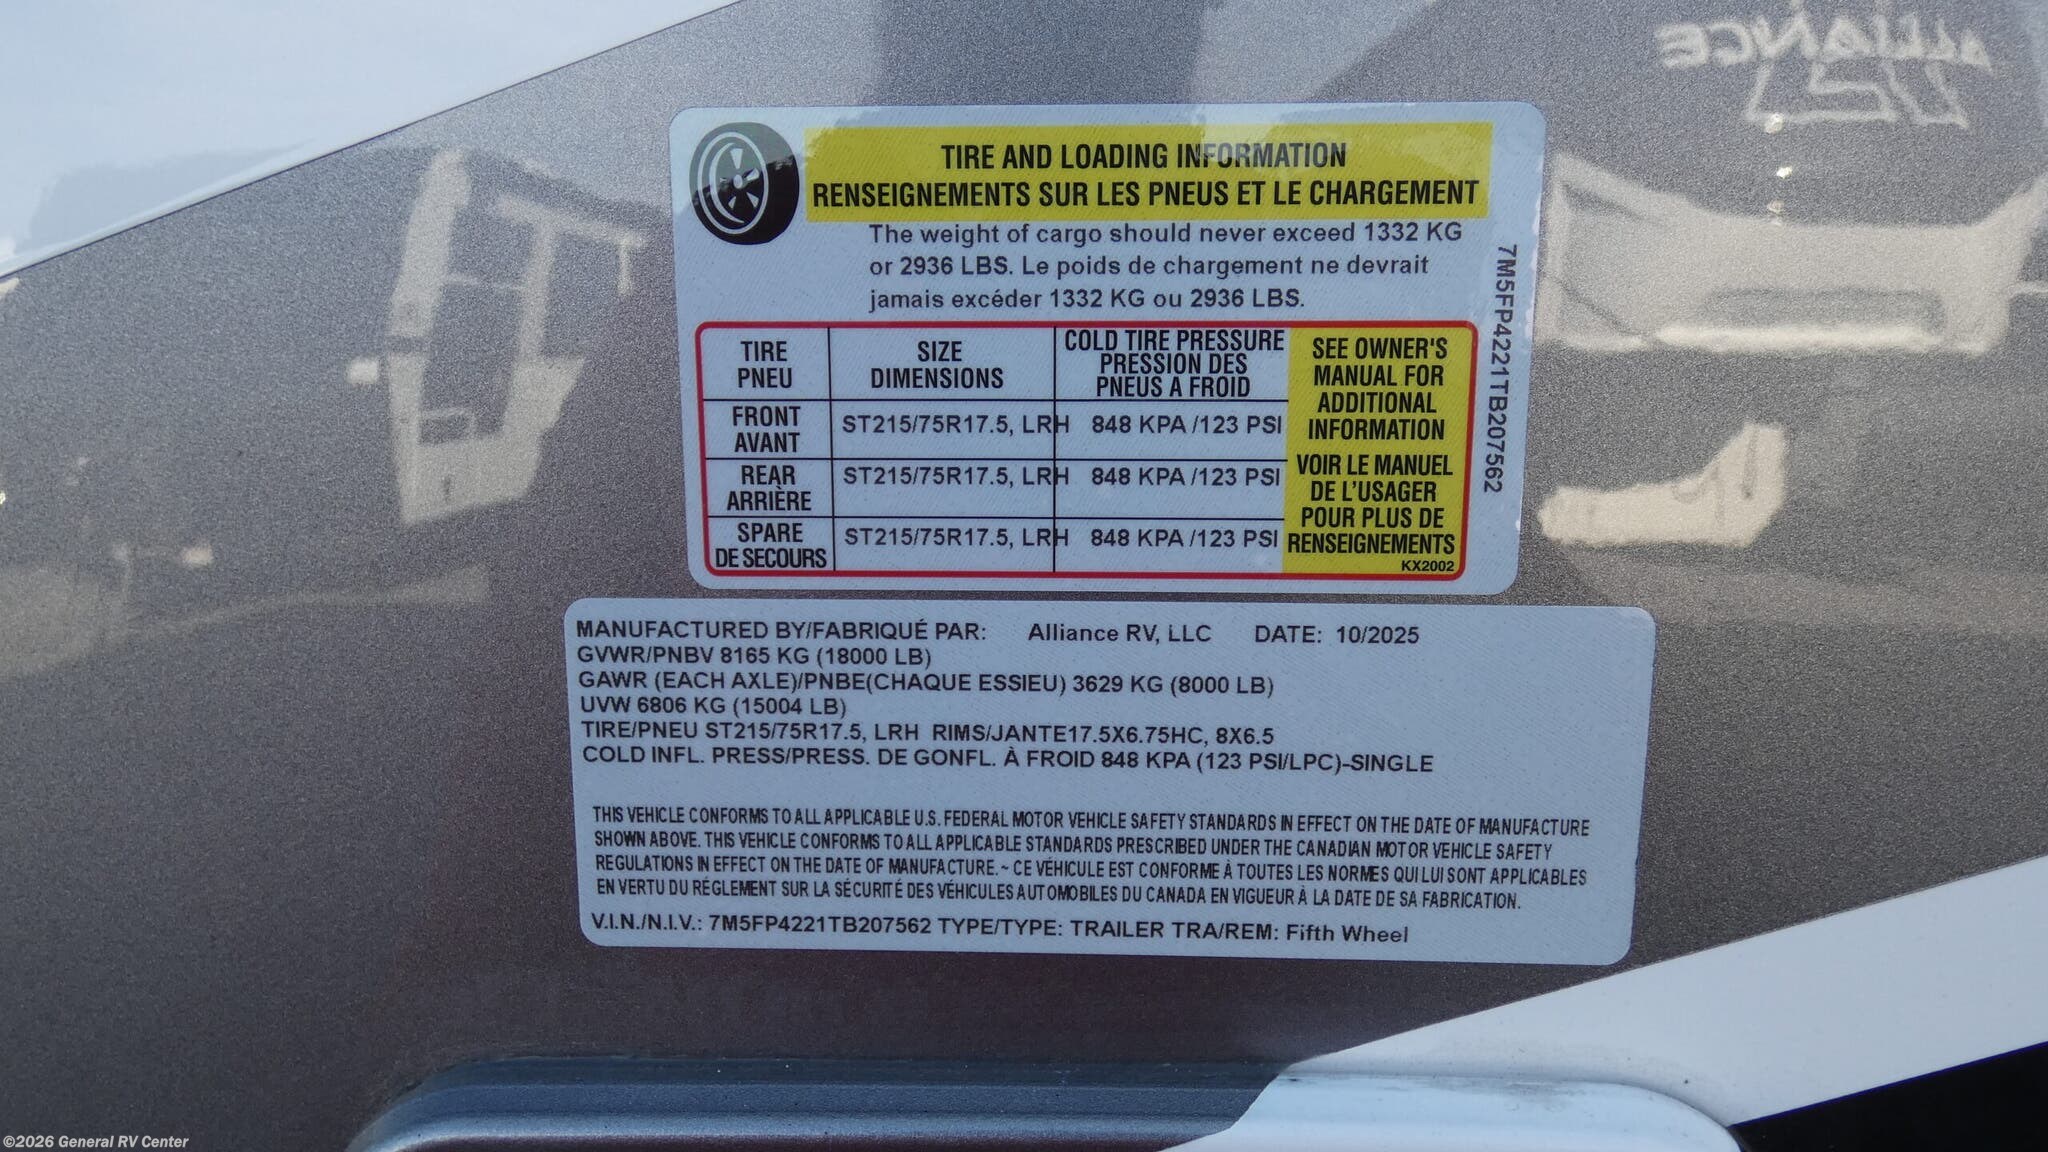 ALLIANCE
TIRE AND LOADING INFORMATION
RENSEIGNEMENTS SUR LES PNEUS ET LE CHARGEMENT
The weight of cargo should never exceed 1332 KG
or 2936 LBS. Le poids de chargement ne devrait
jamais excéder 1332 KG ou 2936 LBS.
7M5FP4221TB207562
TIRE
PNEU
SIZE
DIMENSIONS
COLD TIRE PRESSURE
PRESSION DES
PNEUS A FROID
FRONT
AVANT
ST215/75R17.5, LRH
848 KPA /123 PSI
REAR
ARRIÈRE
ST215/75R17.5, LRH
848 KPA /123 PSI
SPARE
DE SECOURS
ST215/75R17.5, LRH
848 KPA /123 PSI
SEE OWNER'S
MANUAL FOR
ADDITIONAL
INFORMATION
VOIR LE MANUEL
DE L'USAGER
POUR PLUS DE
RENSEIGNEMENTS
KX2002
MANUFACTURED BY/FABRIQUÉ PAR: Alliance RV, LLC DATE: 10/2025
GVWR/PNBV 8165 KG (18000 LB)
GAWR (EACH AXLE)/PNBE(CHAQUE ESSIEU) 3629 KG (8000 LB)
UVW 6806 KG (15004 LB)
TIRE/PNEU ST215/75R17.5, LRH RIMS/JANTE17.5X6.75HC, 8X6.5
COLD INFL. PRESS/PRESS. DE GONFL. À FROID 848 KPA (123 PSI/LPC)-SINGLE
THIS VEHICLE CONFORMS TO ALL APPLICABLE U.S. FEDERAL MOTOR VEHICLE SAFETY STANDARDS IN EFFECT ON THE DATE OF MANUFACTURE
SHOWN ABOVE. THIS VEHICLE CONFORMS TO ALL APPLICABLE STANDARDS PRESCRIBED UNDER THE CANADIAN MOTOR VEHICLE SAFETY
REGULATIONS IN EFFECT ON THE DATE OF MANUFACTURE. ~ CE VÉHICULE EST CONFORME À TOUTES LES NORMES QUI LUI SONT APPLICABLES
EN VERTU DU RÉGLEMENT SUR LA SÉCURITÉ DES VÉHICULES AUTOMOBILES DU CANADA EN VIGUEUR À LA DATE DE SA FABRICATION.
V.I.N./N.I.V.: 7M5FP4221TB207562 TYPE/TYPE: TRAILER TRA/REM: Fifth Wheel
©2026 General RV Center